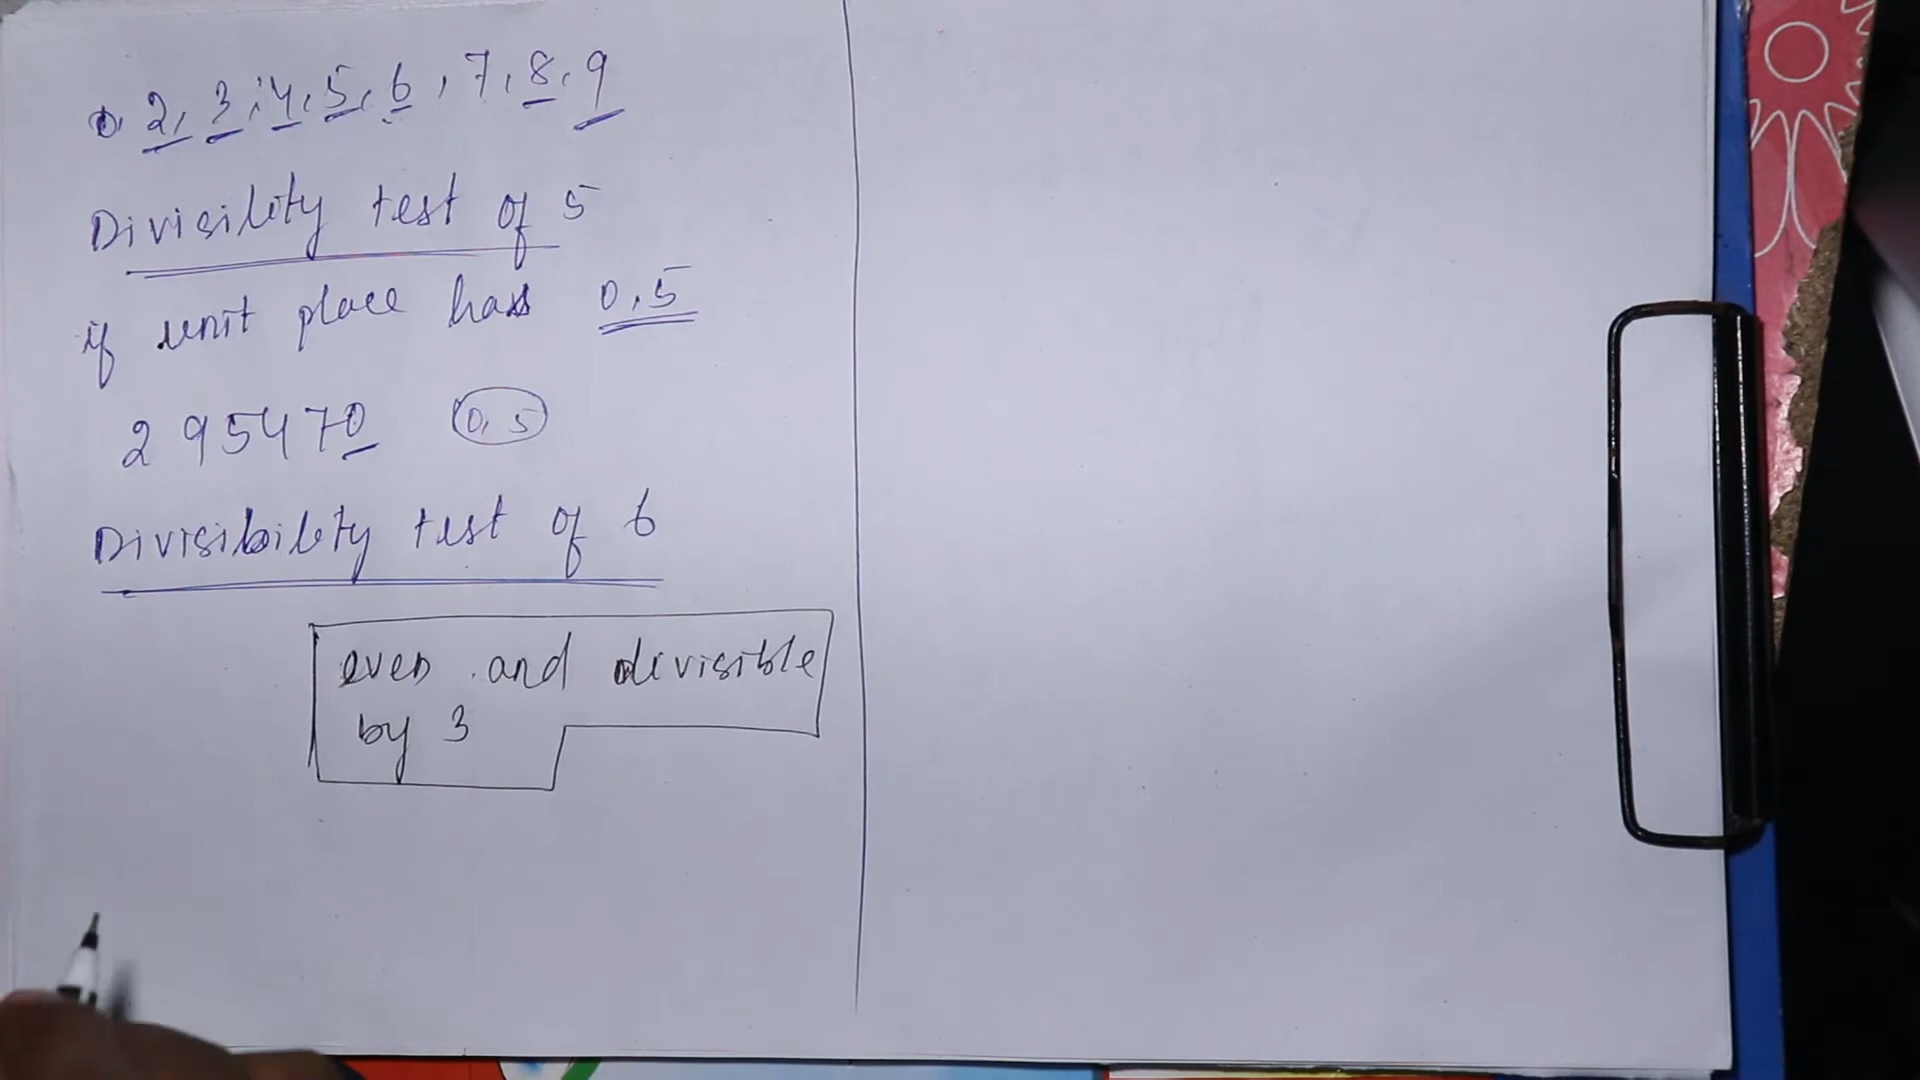 2, 3, 4, 5, 6, 7, 8, 9
Divisility test of 5
if unit place has 0, 5
295470 0, 5
Divisibility test of 6
even and divisible
by 3